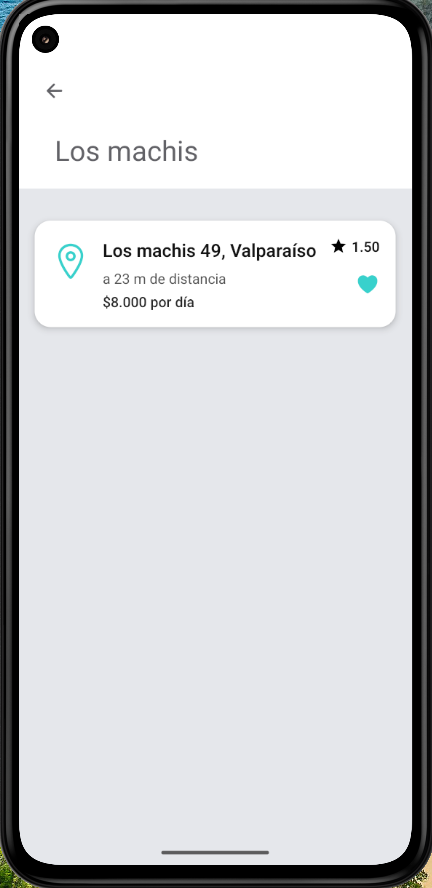 Los machis
Los machis 49, Valparaíso
1.50
a 23 m de distancia
$8.000 por día